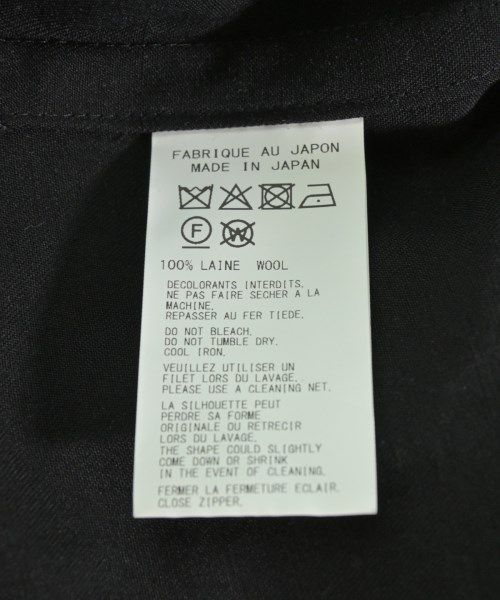 FABRIQUE AU JAPON
MADE IN JAPAN
F W
100% LAINE WOOL
DECOLORANTS INTERDITS.
NE PAS FAIRE SECHER A LA
MACHINE.
REPASSER AU FER TIEDE.
DO NOT BLEACH.
DO NOT TUMBLE DRY.
COOL IRON.
VEUILLEZ UTILISER UN
FILET LORS DU LAVAGE.
PLEASE USE A CLEANING NET.
LA SILHOUETTE PEUT
PERDRE SA FORME
ORIGINALE OU RETRECIR
LORS DU LAVAGE.
THE SHAPE COULD SLIGHTLY
COME DOWN OR SHRINK
IN THE EVENT OF CLEANING.
FERMER LA FERMETURE ECLAIR.
CLOSE ZIPPER.